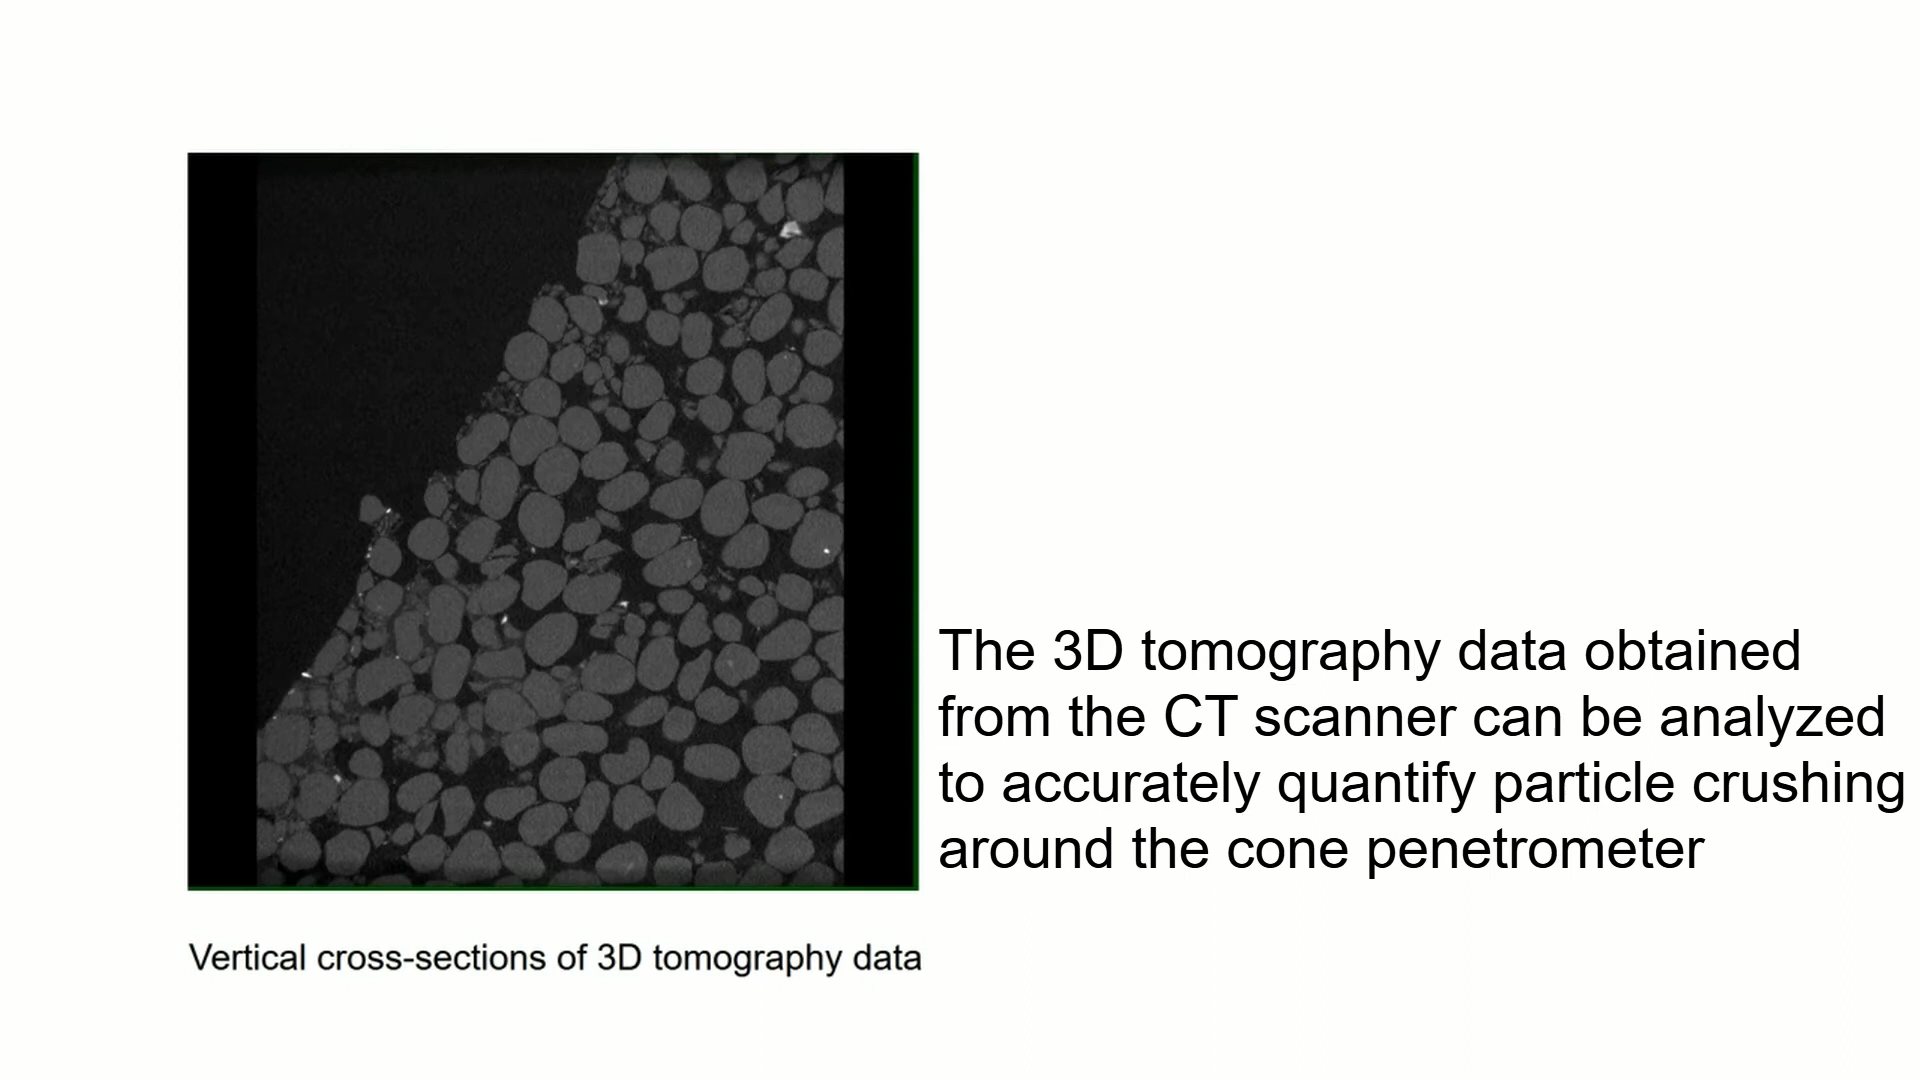 The 3D tomography data obtained
from the CT scanner can be analyzed
to accurately quantify particle crushing
around the cone penetrometer
Vertical cross-sections of 3D tomography data